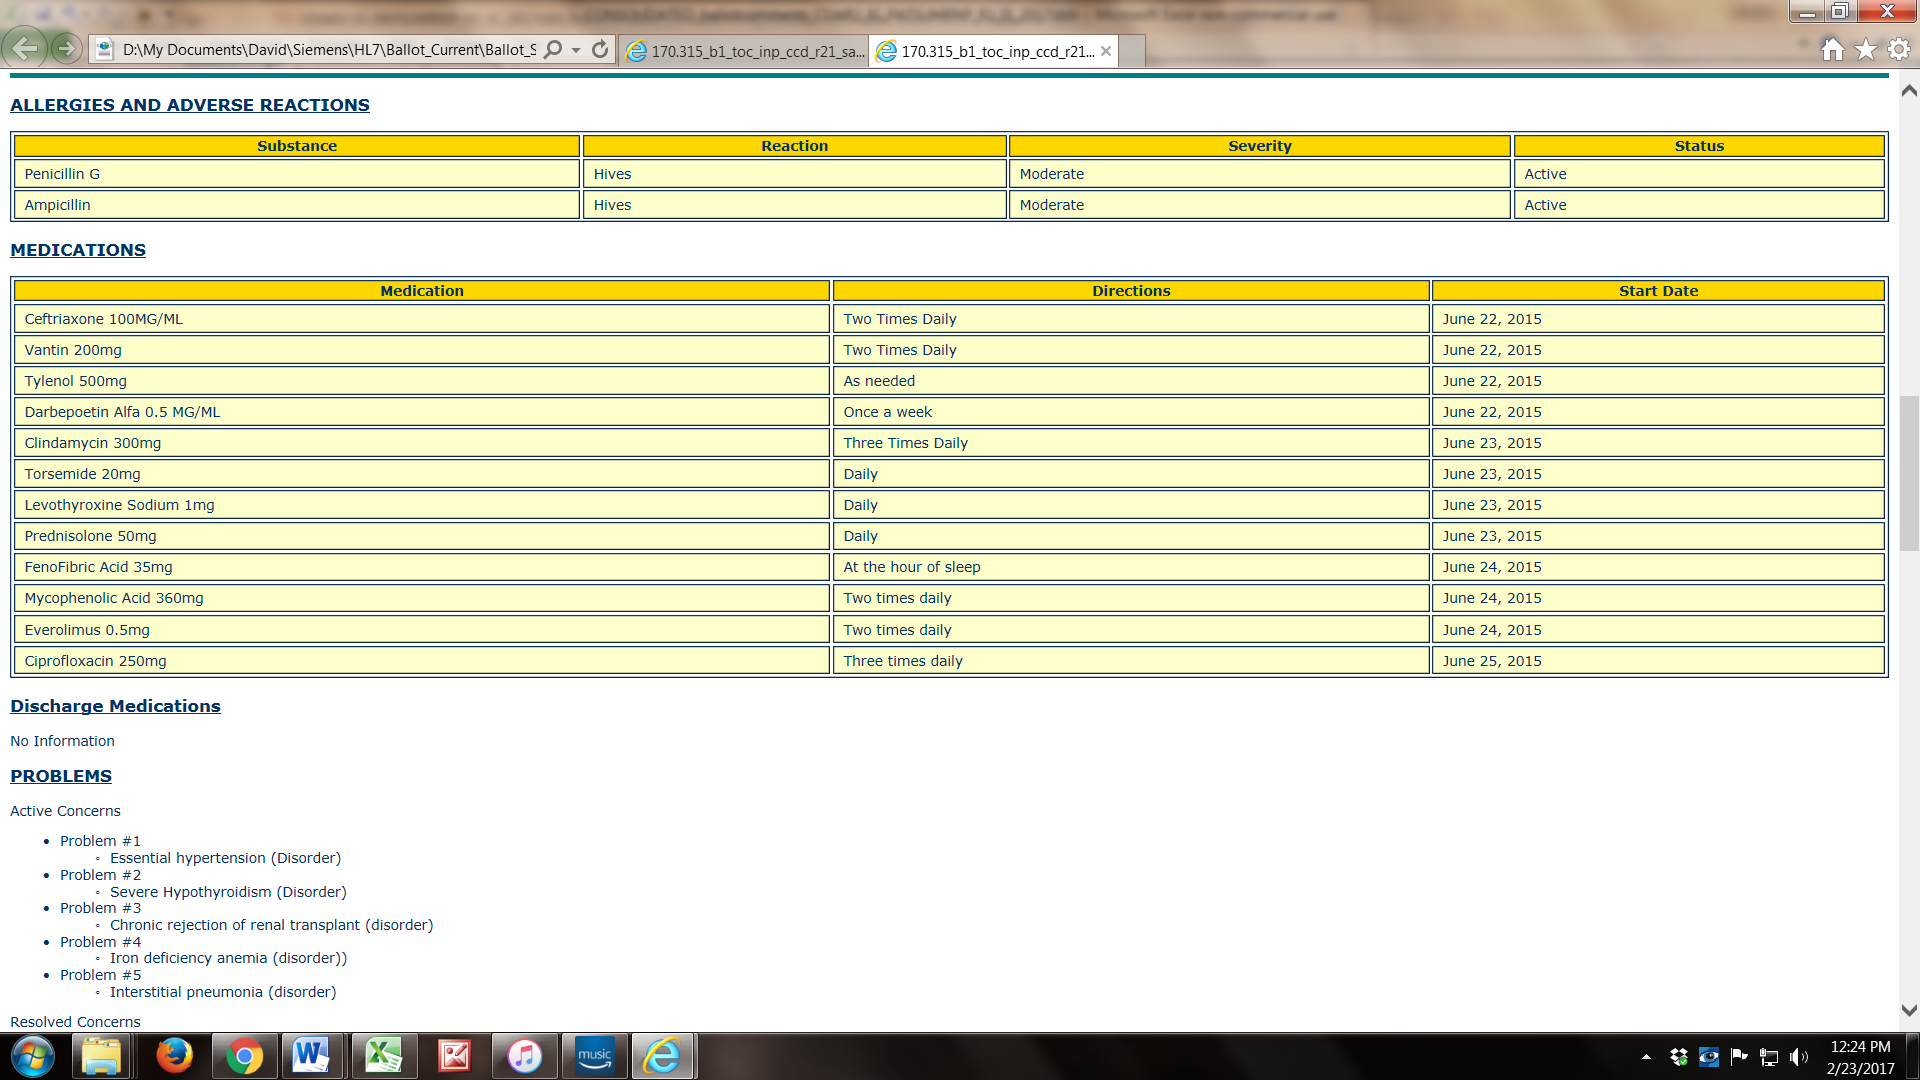 D:\My Documents\David\Siemens\HL7\Ballot_Current\Ballot_S
170.315_b1_toc_inp_ccd_r21_sa...
170.315_b1_toc_inp_ccd_r21...
ALLERGIES AND ADVERSE REACTIONS
Substance Reaction Severity Status
Penicillin G Hives Moderate Active
Ampicillin Hives Moderate Active
MEDICATIONS
Medication Directions Start Date
Ceftriaxone 100MG/ML Two Times Daily June 22, 2015
Vantin 200mg Two Times Daily June 22, 2015
Tylenol 500mg As needed June 22, 2015
Darbepoetin Alfa 0.5 MG/ML Once a week June 22, 2015
Clindamycin 300mg Three Times Daily June 23, 2015
Torsemide 20mg Daily June 23, 2015
Levothyroxine Sodium 1mg Daily June 23, 2015
Prednisolone 50mg Daily June 23, 2015
FenoFibric Acid 35mg At the hour of sleep June 24, 2015
Mycophenolic Acid 360mg Two times daily June 24, 2015
Everolimus 0.5mg Two times daily June 24, 2015
Ciprofloxacin 250mg Three times daily June 25, 2015
Discharge Medications
No Information
PROBLEMS
Active Concerns
Problem #1
Essential hypertension (Disorder)
Problem #2
Severe Hypothyroidism (Disorder)
Problem #3
Chronic rejection of renal transplant (disorder)
Problem #4
Iron deficiency anemia (disorder))
Problem #5
Interstitial pneumonia (disorder)
Resolved Concerns
music
12:24 PM
2/23/2017